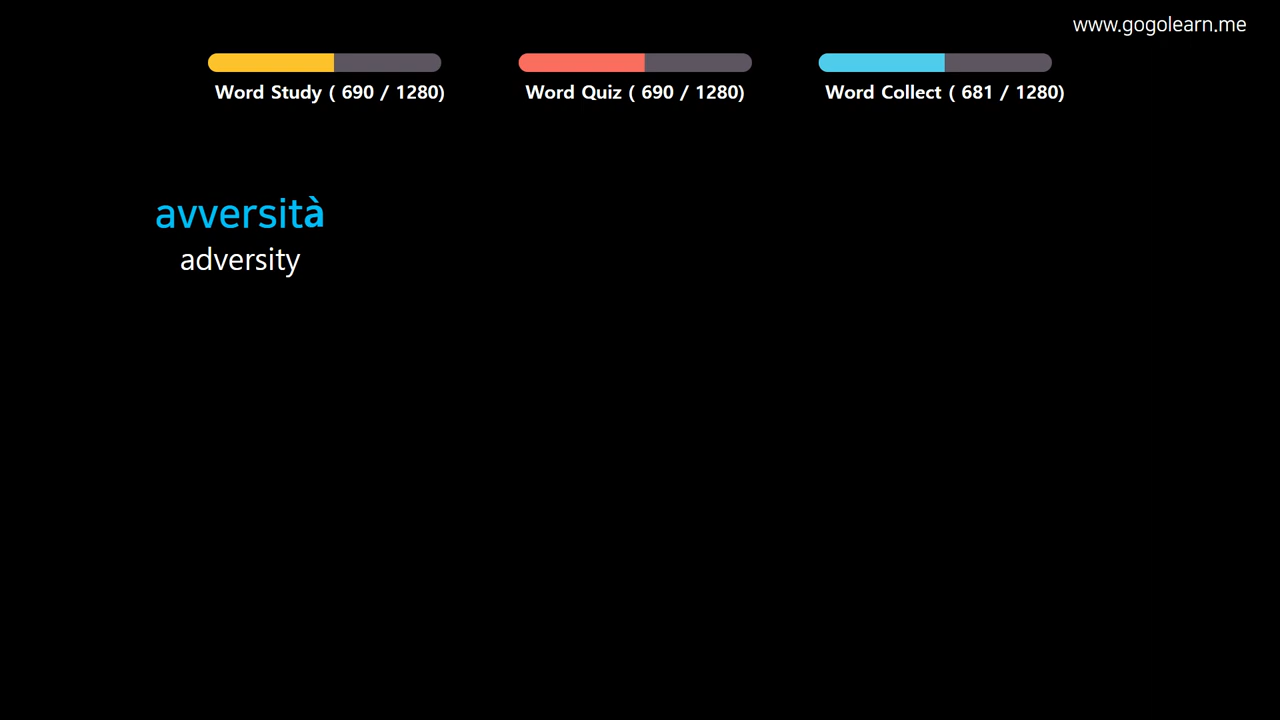 www.gogolearn.me
Word Study ( 690 / 1280)
Word Quiz ( 690 / 1280)
Word Collect ( 681 / 1280)
avversità
adversity